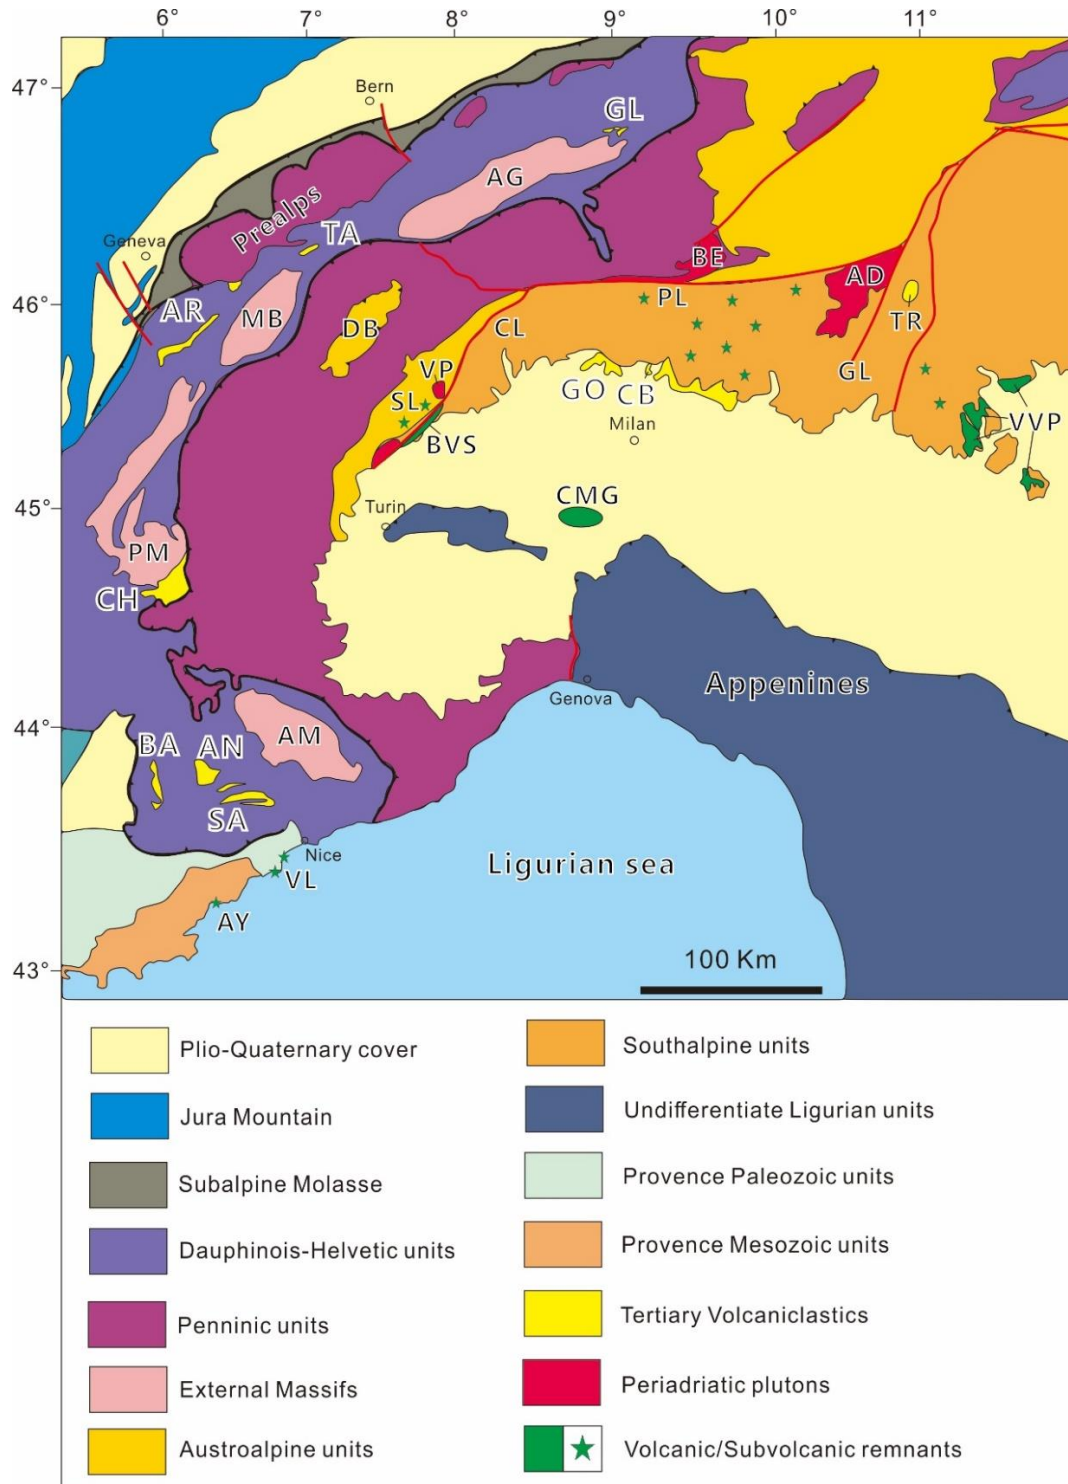 6° 7° 8° 9° 10° 11°
47°
Bern
GL
AG
Prealps
TA
Geneva
BE
46°
AR
MB
PL
AD
TR
DB
CL
VP
GO CB
GL
SL
Milan
BVS
VVP
45°
Turin
CMG
PM
CH
Genova
Appenines
44°
BA AN AM
SA
Nice
Ligurian sea
VL
AY
43°
100 Km
Plio-Quaternary cover
Jura Mountain
Subalpine Molasse
Dauphinois-Helvetic units
Penninic units
External Massifs
Austroalpine units
Southalpine units
Undifferentiate Ligurian units
Provence Paleozoic units
Provence Mesozoic units
Tertiary Volcaniclastics
Periadriatic plutons
Volcanic/Subvolcanic remnants